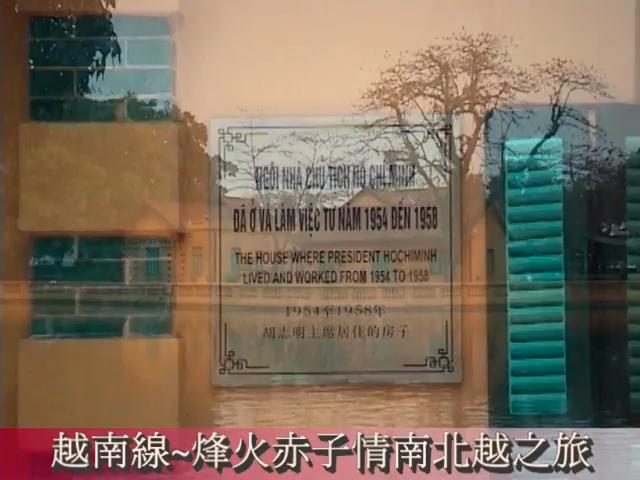 NGÔI NHÀ CHỦ TỊCH HỒ CHÍ MINH
ĐÃ Ở VÀ LÀM VIỆC TỪ NĂM 1954 ĐẾN 1958
THE HOUSE WHERE PRESIDENT HOCHIMINH
LIVED AND WORKED FROM 1954 TO 1958
1954至1958年
胡志明主席居住的房子
越南線~烽火赤子情南北越之旅